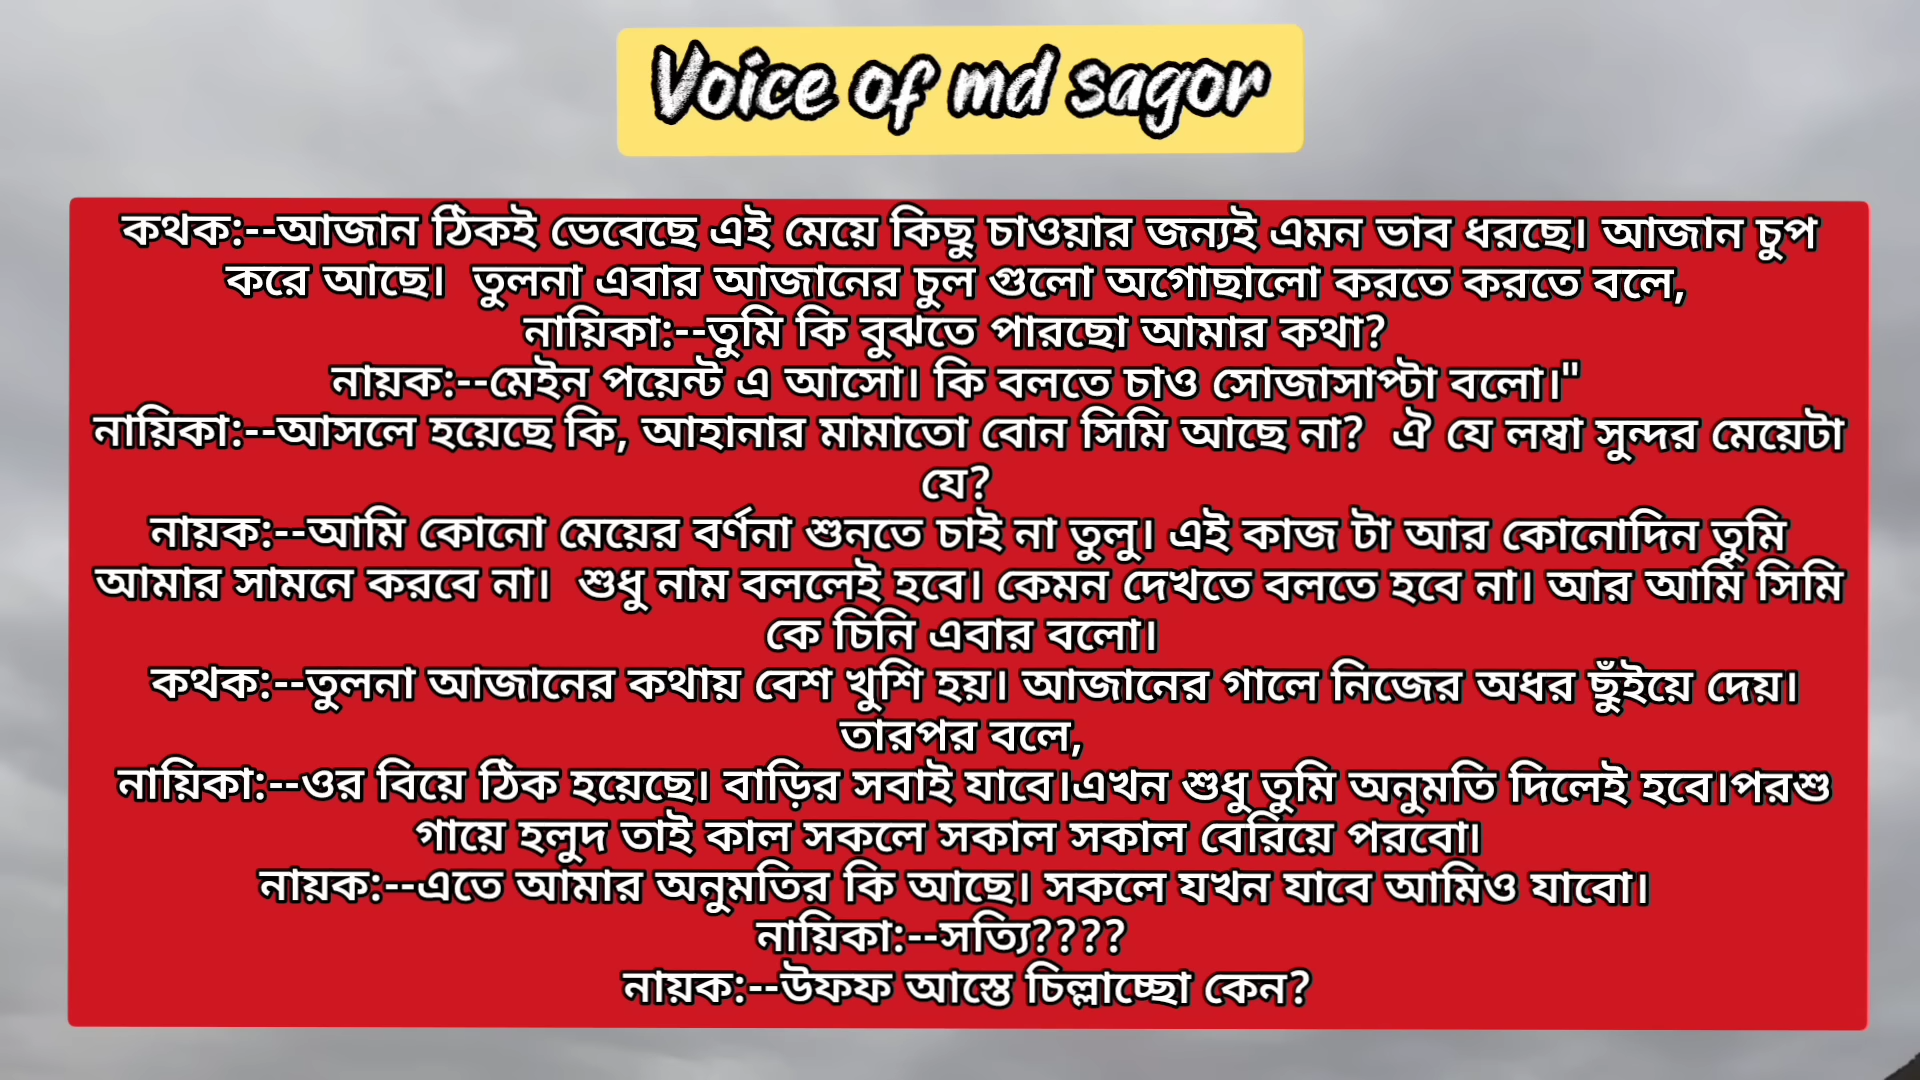 Voice of md sagor
কথক:--আজান ঠিকই ভেবেছে এই মেয়ে কিছু চাওয়ার জন্যই এমন ভাব ধরছে। আজান চুপ
করে আছে।  তুলনা এবার আজানের চুল গুলো অগোছালো করতে করতে বলে,
নায়িকা:--তুমি কি বুঝতে পারছো আমার কথা?
নায়ক:--মেইন পয়েন্ট এ আসো। কি বলতে চাও সোজাসাপ্টা বলো।"
নায়িকা:--আসলে হয়েছে কি, আহানার মামাতো বোন সিমি আছে না?  ঐ যে লম্বা সুন্দর মেয়েটা
যে?
নায়ক:--আমি কোনো মেয়ের বর্ণনা শুনতে চাই না তুলু। এই কাজ টা আর কোনোদিন তুমি
আমার সামনে করবে না।  শুধু নাম বললেই হবে। কেমন দেখতে বলতে হবে না। আর আমি সিমি
কে চিনি এবার বলো।
কথক:--তুলনা আজানের কথায় বেশ খুশি হয়। আজানের গালে নিজের অধর ছুঁইয়ে দেয়।
তারপর বলে,
নায়িকা:--ওর বিয়ে ঠিক হয়েছে। বাড়ির সবাই যাবে।এখন শুধু তুমি অনুমতি দিলেই হবে।পরশু
গায়ে হলুদ তাই কাল সকলে সকাল সকাল বেরিয়ে পরবো।
নায়ক:--এতে আমার অনুমতির কি আছে। সকলে যখন যাবে আমিও যাবো।
নায়িকা:--সত্যি????
নায়ক:--উফফ আস্তে চিল্লাচ্ছো কেন?